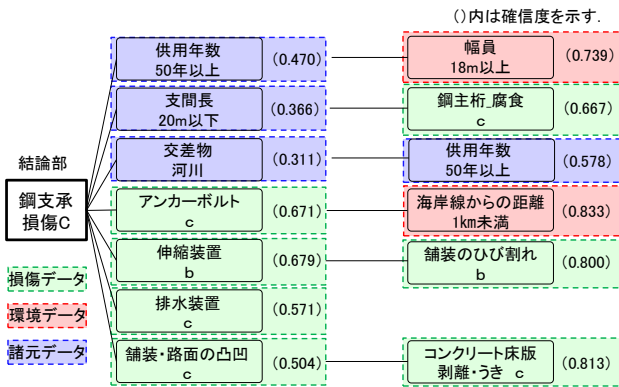 ()内は確信度を示す.
供用年数
50年以上
(0.470)
幅員
18m以上
(0.739)
支間長
20m以下
(0.366)
鋼主桁_腐食
c
(0.667)
交差物
河川
(0.311)
供用年数
50年以上
(0.578)
結論部
鋼支承
損傷C
アンカーボルト
c
(0.671)
海岸線からの距離
1km未満
(0.833)
伸縮装置
b
(0.679)
舗装のひび割れ
b
(0.800)
排水装置
c
(0.571)
舗装・路面の凸凹
c
(0.504)
コンクリート床版
剥離・うき c
(0.813)
損傷データ
環境データ
諸元データ